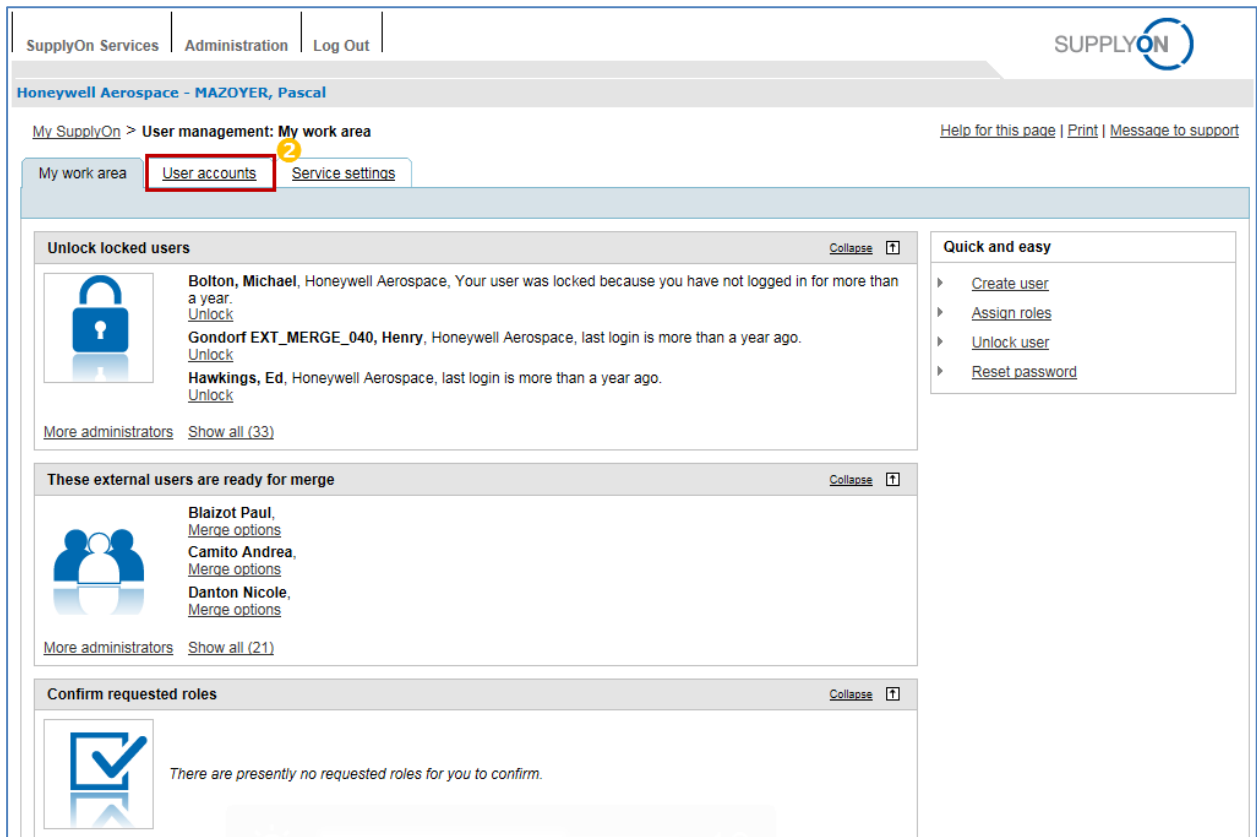 SupplyOn Services Administration Log Out
SUPPLYON
Honeywell Aerospace - MAZOYER, Pascal
My SupplyOn > User management: My work area
Help for this page | Print | Message to support
2
My work area User accounts Service settings
Unlock locked users Collapse
Bolton, Michael, Honeywell Aerospace, Your user was locked because you have not logged in for more than
a year.
Unlock
Gondorf EXT_MERGE_040, Henry, Honeywell Aerospace, last login is more than a year ago.
Unlock
Hawkings, Ed, Honeywell Aerospace, last login is more than a year ago.
Unlock
More administrators Show all (33)
Quick and easy
Create user
Assign roles
Unlock user
Reset password
These external users are ready for merge Collapse
Blaizot Paul,
Merge options
Camito Andrea,
Merge options
Danton Nicole,
Merge options
More administrators Show all (21)
Confirm requested roles Collapse
There are presently no requested roles for you to confirm.